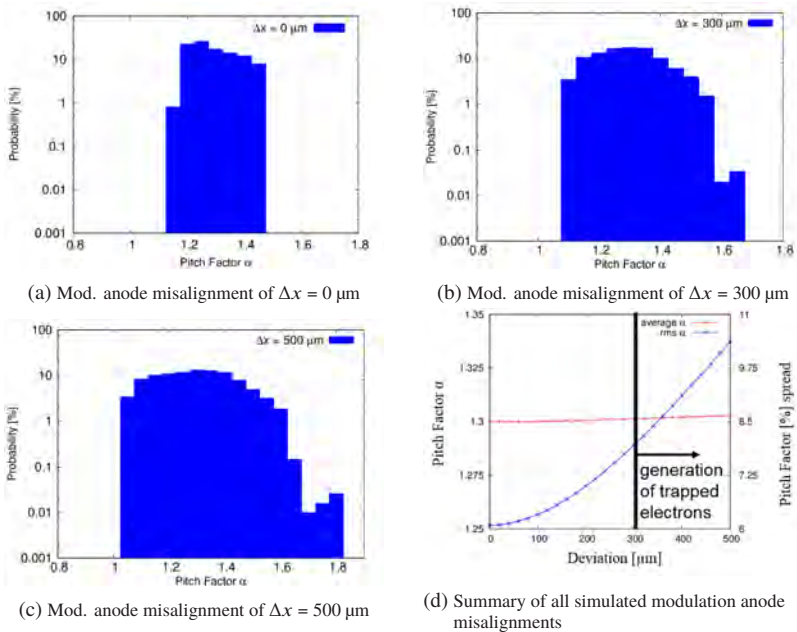 100
10
1
0.1
0.01
0.001
0.8 1 1.2 1.4 1.6 1.8
Probability [%]
Pitch Factor α
Δx = 0 μm
(a) Mod. anode misalignment of Δx = 0 μm
100
10
1
0.1
0.01
0.001
0.8 1 1.2 1.4 1.6 1.8
Probability [%]
Pitch Factor α
Δx = 300 μm
(b) Mod. anode misalignment of Δx = 300 μm
100
10
1
0.1
0.01
0.001
0.8 1 1.2 1.4 1.6 1.8
Probability [%]
Pitch Factor α
Δx = 500 μm
(c) Mod. anode misalignment of Δx = 500 μm
1.35
1.325
1.3
1.275
1.25
Pitch Factor α
average α
rms α
11
9.75
8.5
7.25
6
Pitch Factor [%] spread
generation
of trapped
electrons
0 100 200 300 400 500
Deviation [μm]
(d) Summary of all simulated modulation anode
misalignments